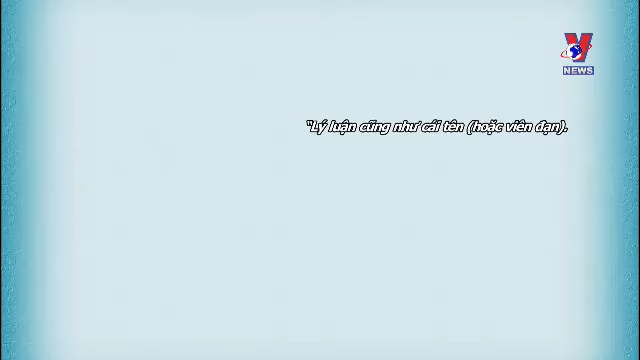 V
NEWS
"Lý luận cũng như cái tên (hoặc viên đạn).